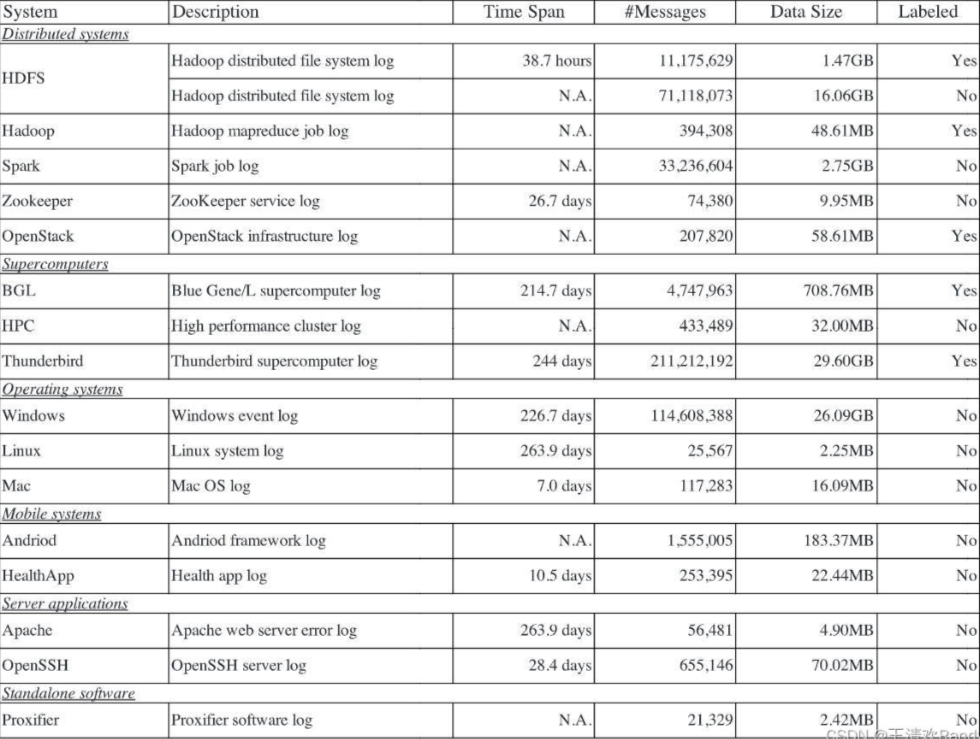 System Description Time Span #Messages Data Size Labeled
Distributed systems
HDFS
Hadoop distributed file system log 38.7 hours 11,175,629 1.47GB Yes
Hadoop distributed file system log N.A. 71,118,073 16.06GB No
Hadoop Hadoop mapreduce job log N.A. 394,308 48.61MB Yes
Spark Spark job log N.A. 33,236,604 2.75GB No
Zookeeper ZooKeeper service log 26.7 days 74,380 9.95MB No
OpenStack OpenStack infrastructure log N.A. 207,820 58.61MB Yes
Supercomputers
BGL Blue Gene/L supercomputer log 214.7 days 4,747,963 708.76MB Yes
HPC High performance cluster log N.A. 433,489 32.00MB No
Thunderbird Thunderbird supercomputer log 244 days 211,212,192 29.60GB Yes
Operating systems
Windows Windows event log 226.7 days 114,608,388 26.09GB No
Linux Linux system log 263.9 days 25,567 2.25MB No
Mac Mac OS log 7.0 days 117,283 16.09MB No
Mobile systems
Andriod Andriod framework log N.A. 1,555,005 183.37MB No
HealthApp Health app log 10.5 days 253,395 22.44MB No
Server applications
Apache Apache web server error log 263.9 days 56,481 4.90MB No
OpenSSH OpenSSH server log 28.4 days 655,146 70.02MB No
Standalone software
Proxifier Proxifier software log N.A. 21,329 2.42MB No
CSDN